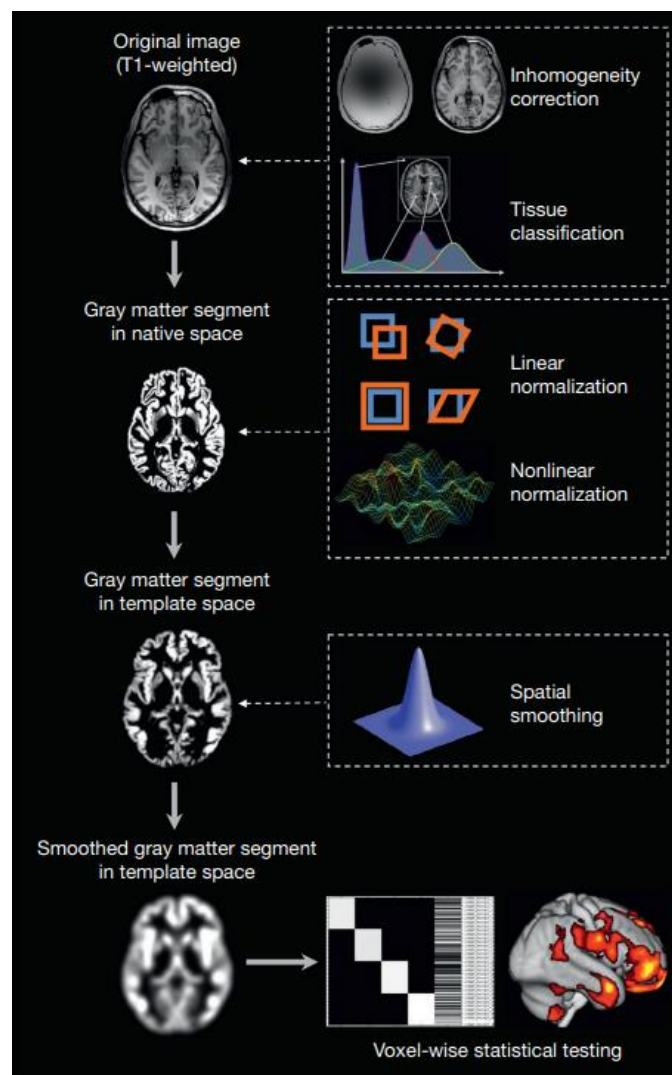 Original image
(T1-weighted)
Inhomogeneity
correction
Tissue
classification
Gray matter segment
in native space
Linear
normalization
Nonlinear
normalization
Gray matter segment
in template space
Spatial
smoothing
Smoothed gray matter segment
in template space
Voxel-wise statistical testing